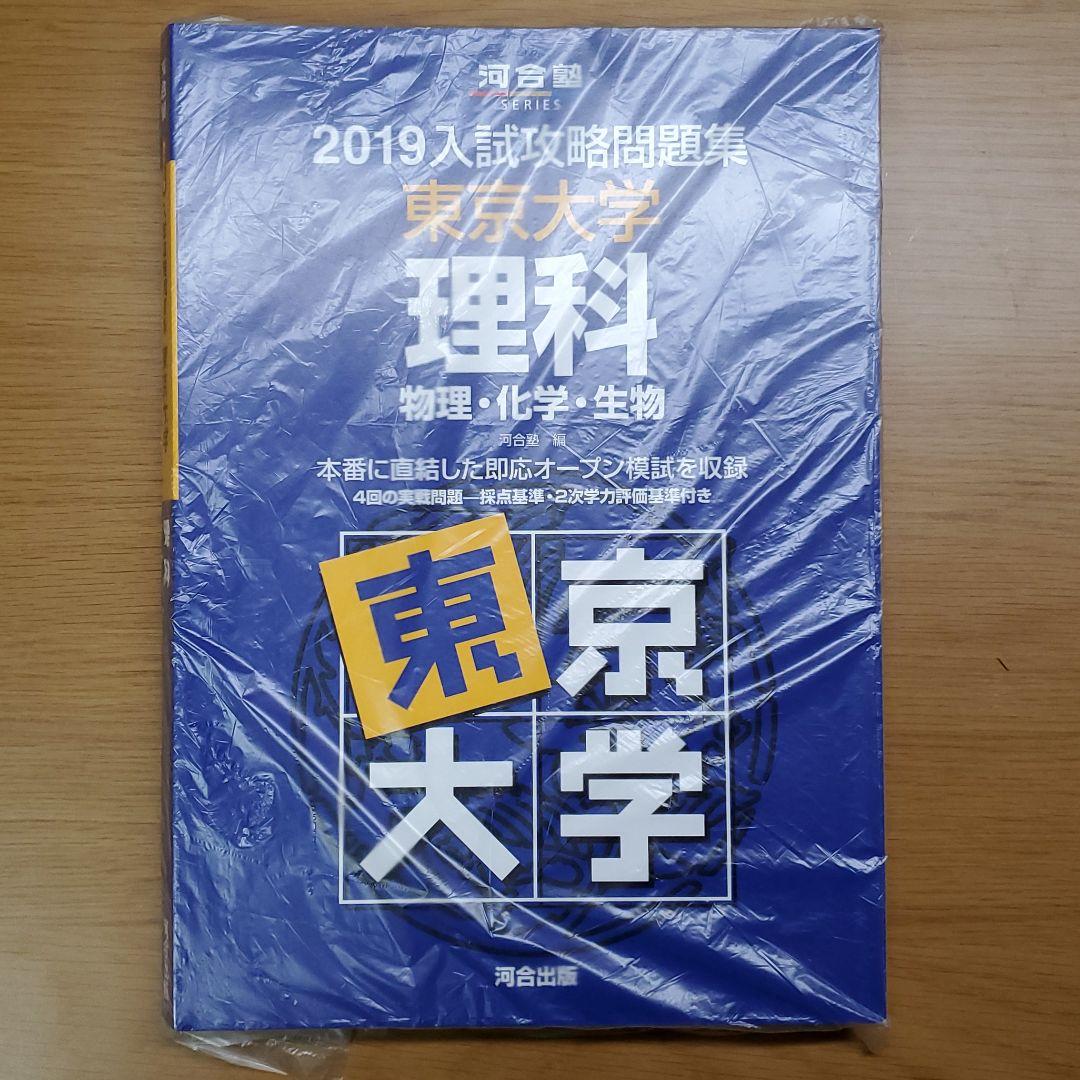 河合塾
SERIES
2019入試攻略問題集
東京大学
理科
物理・化学・生物
河合塾 編
本番に直結した即応オープン模試を収録
4回の実戦問題―採点基準・2次学力評価基準付き
東京
大学
河合出版